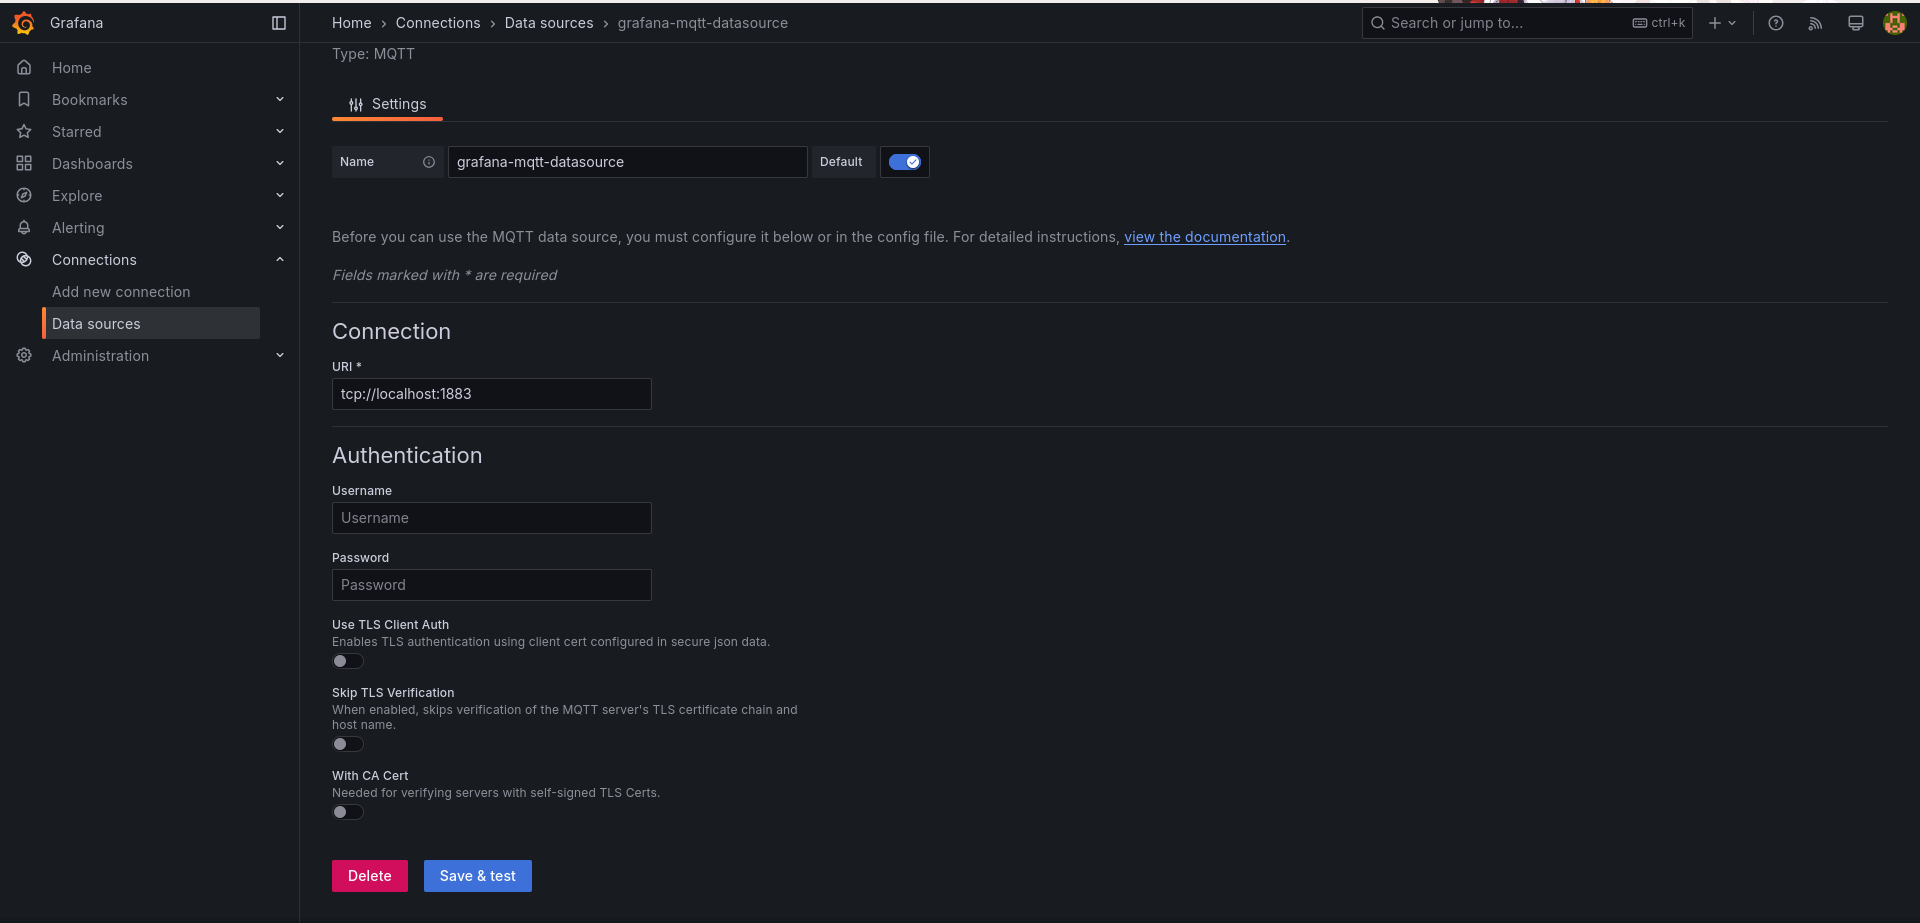 Grafana
Home › Connections › Data sources › grafana-mqtt-datasource
Search or jump to...
ctrl+k
Home
Bookmarks
Starred
Dashboards
Explore
Alerting
Connections
Add new connection
Data sources
Administration
Type: MQTT
Settings
Name
grafana-mqtt-datasource
Default
Before you can use the MQTT data source, you must configure it below or in the config file. For detailed instructions, view the documentation.
Fields marked with * are required
Connection
URI *
tcp://localhost:1883
Authentication
Username
Username
Password
Password
Use TLS Client Auth
Enables TLS authentication using client cert configured in secure json data.
Skip TLS Verification
When enabled, skips verification of the MQTT server's TLS certificate chain and
host name.
With CA Cert
Needed for verifying servers with self-signed TLS Certs.
Delete
Save & test